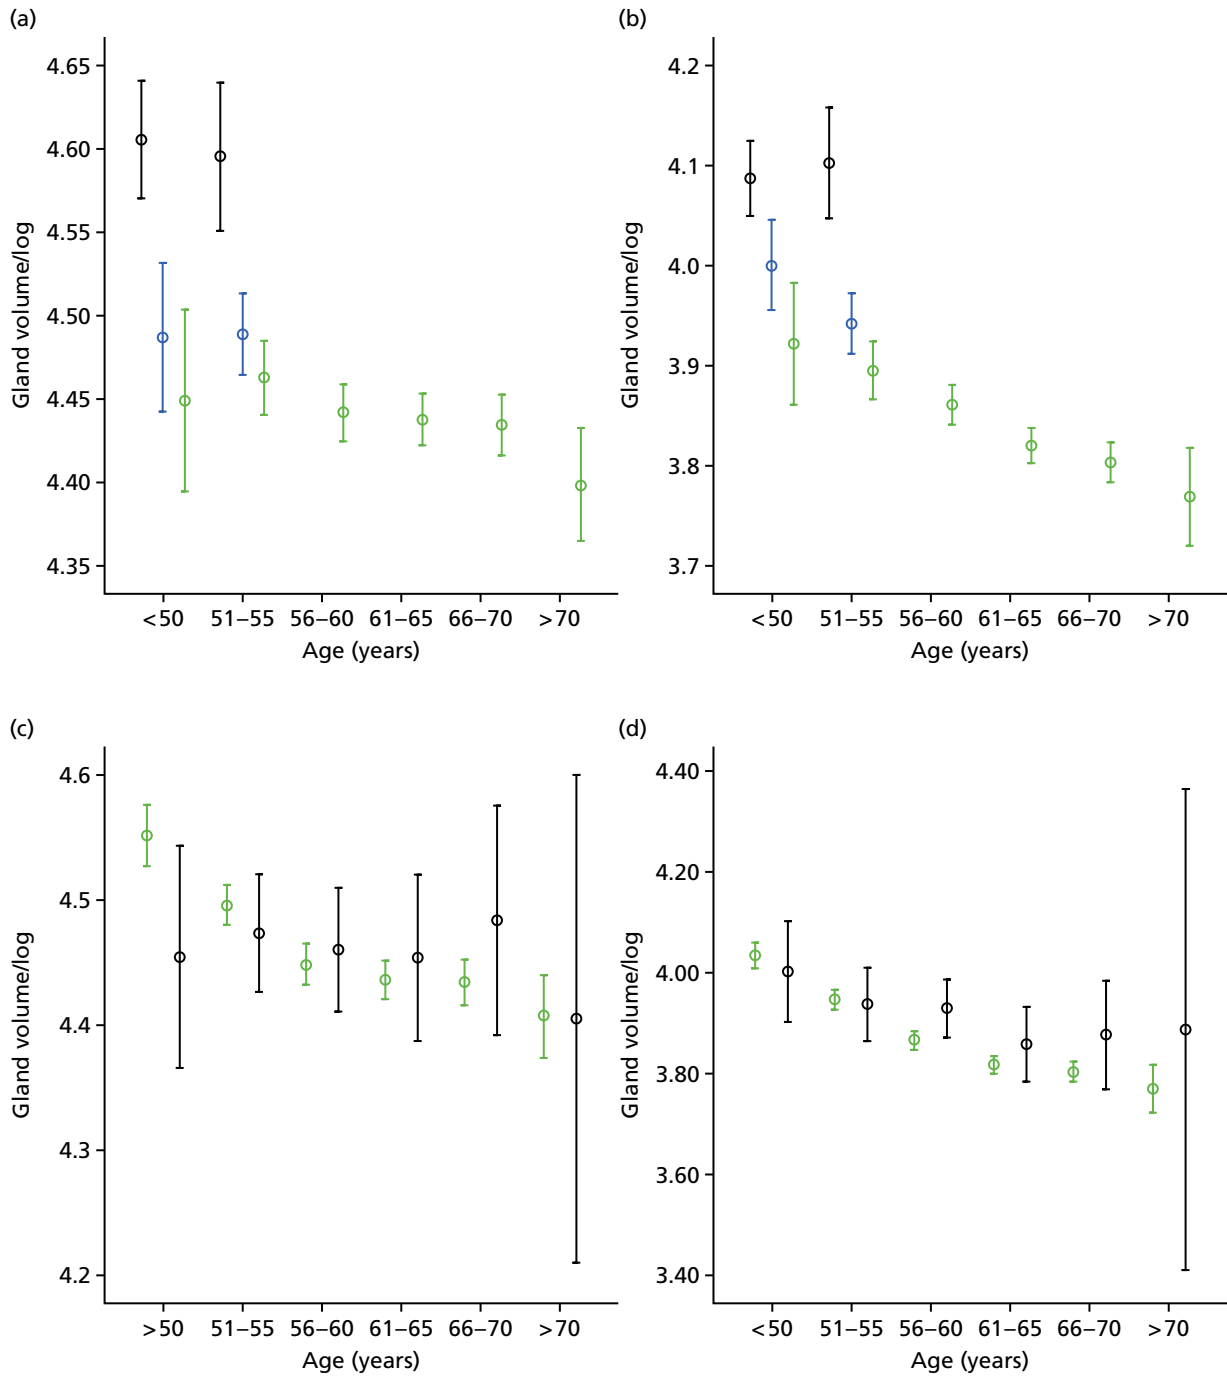 (a)
Gland volume/log
4.65
4.60
4.55
4.50
4.45
4.40
4.35
<50 51–55 56–60 61–65 66–70 >70
Age (years)
(b)
Gland volume/log
4.2
4.1
4.0
3.9
3.8
3.7
<50 51–55 56–60 61–65 66–70 >70
Age (years)
(c)
Gland volume/log
4.6
4.5
4.4
4.3
4.2
>50 51–55 56–60 61–65 66–70 >70
Age (years)
(d)
Gland volume/log
4.40
4.20
4.00
3.80
3.60
3.40
<50 51–55 56–60 61–65 66–70 >70
Age (years)